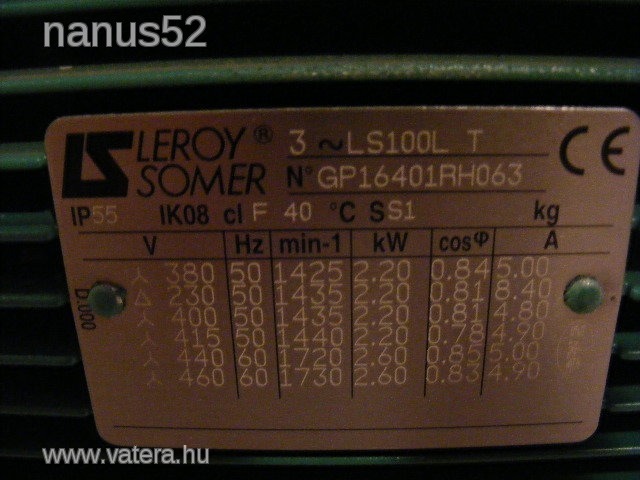 nanus52
LEROY® SOMER
3 ~ LS100L T
N° GP16401RH063
CE
IP55 IK08 cl F 40 °C S S1 kg
V Hz min-1 kW cosφ A
⅄ 380 50 1425 2.20 0.84 5.00
Δ 230 50 1435 2.20 0.81 8.40
⅄ 400 50 1435 2.20 0.81 4.80
⅄ 415 50 1440 2.20 0.78 4.90
⅄ 440 60 1720 2.60 0.85 5.00
⅄ 460 60 1730 2.60 0.83 4.90
www.vatera.hu